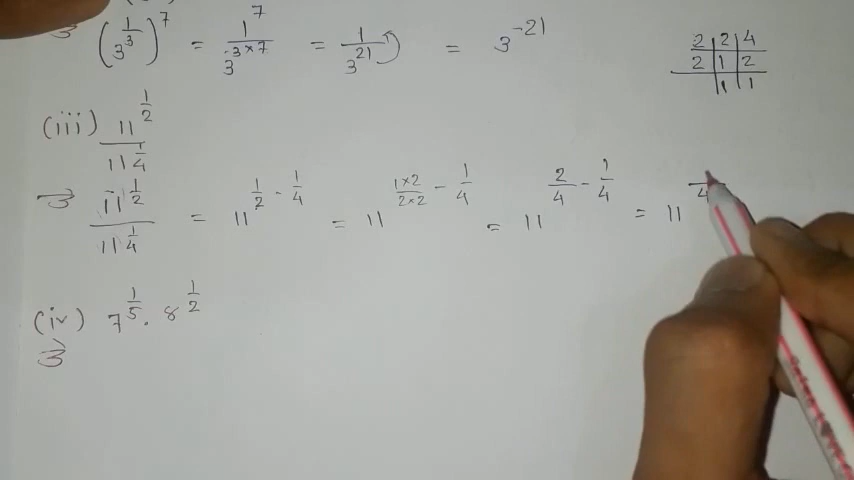 ⇒ (3^{1/3})^7 = 1^7/3^{3×7} = 1/3^{21} = 3^{-21}
2 | 2 | 4
2 | 1 | 2
1 | 1
(iii) 11^{1/2}/11^{1/4}
⇒ 11^{1/2}/11^{1/4} = 11^{1/2 - 1/4} = 11^{1×2/2×2 - 1/4} = 11^{2/4 - 1/4} = 11^{/4}
(iv) 7^{1/5} . 8^{1/2}
⇒